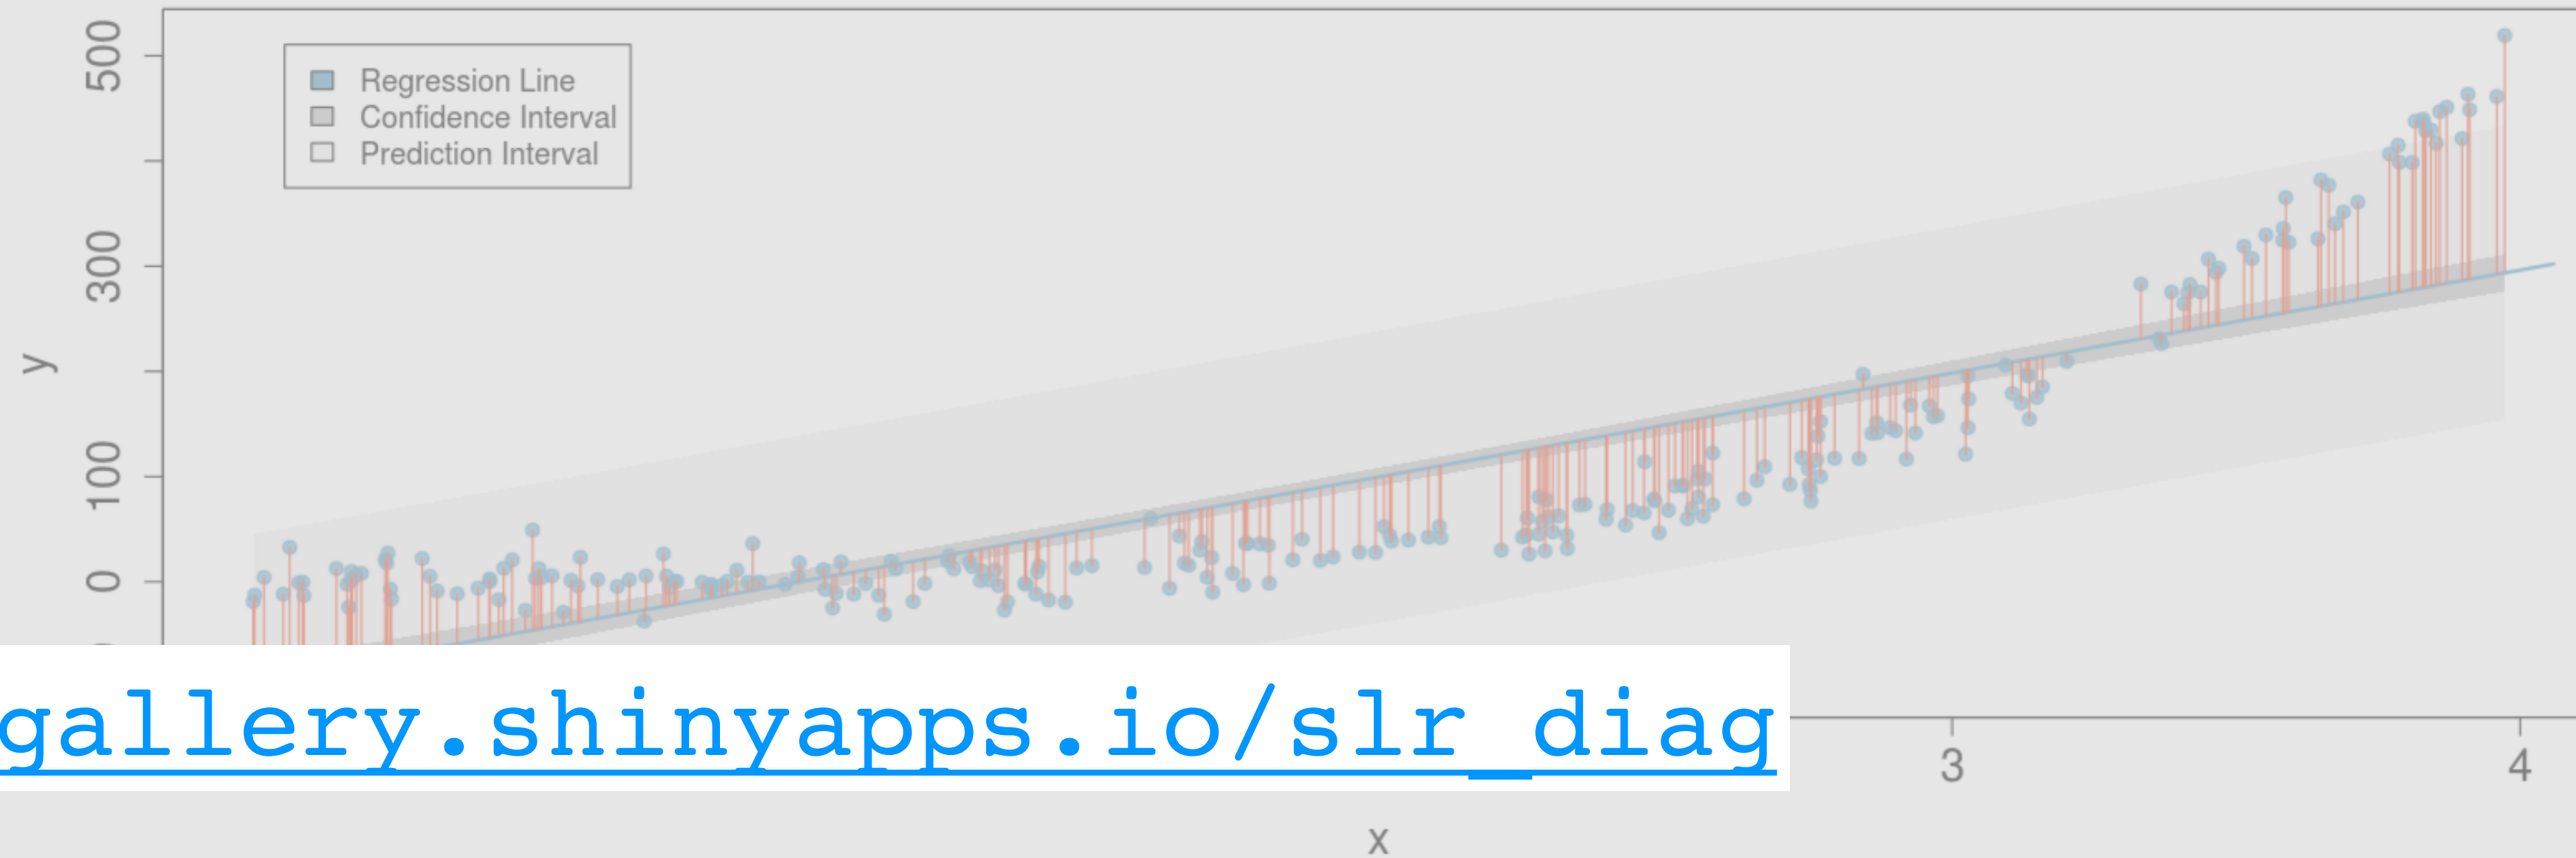 500
300
100
0
y
Regression Line
Confidence Interval
Prediction Interval
gallery.shinyapps.io/slr_diag
3
4
x